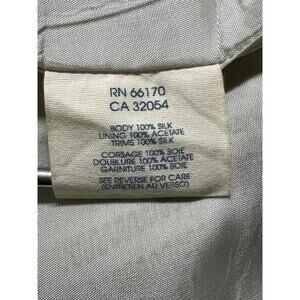 RN 66170
CA 32054
BODY 100% SILK
LINING 100% ACETATE
TRIMS 100% SILK
CORSAGE 100% SOIE
DOUBLURE 100% ACETATE
GARNITURE 100% SOIE
SEE REVERSE FOR CARE
(ENTRETIEN AU VERSO)